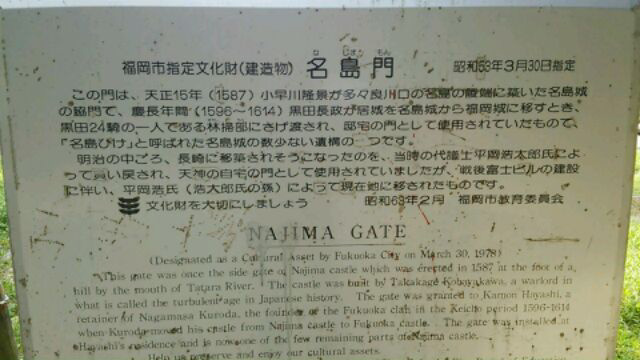 な じま もん
福岡市指定文化財(建造物) 名島門 昭和53年3月30日指定
この門は、天正15年(1587)小早川隆景が多々良川口の名島の陵端に築いた名島城
の脇門で、慶長年間(1596~1614)黒田長政が居城を名島城から福岡城に移すとき、
黒田24騎の一人である林掃部にさげ渡され、邸宅の門として使用されていたもので、
「名島ひけ」と呼ばれた名島城の数少ない遺構の一つです。
明治の中ごろ、長崎に移築されそうになったのを、当時の代議士平岡浩太郎氏によ
って買い戻され、天神の自宅の門として使用されていましたが、戦後富士ビルの建設
に伴い、平岡浩氏(浩太郎氏の孫)によって現在地に移されたものです。
文化財を大切にしましょう 昭和63年2月 福岡市教育委員会
NAJIMA GATE
(Designated as a Cultural Asset by Fukuoka City on March 30, 1978)
This gate was once the side gate of Najima castle which was erected in 1587 at the foot of a
hill by the mouth of Tatara River. The castle was built by Takakage Kobayakawa, a warlord in
what is called the turbulent age in Japanese history. The gate was granted to Kamon Hayashi, a
retainer of Nagamasa Kuroda, the founder of the Fukuoka clan in the Keicho period 1596-1614
when Kuroda moved his castle from Najima castle to Fukuoka castle. The gate was installed at
Hayashi's residence and is now one of the few remaining parts of Najima castle.
Help us preserve and enjoy our cultural assets.